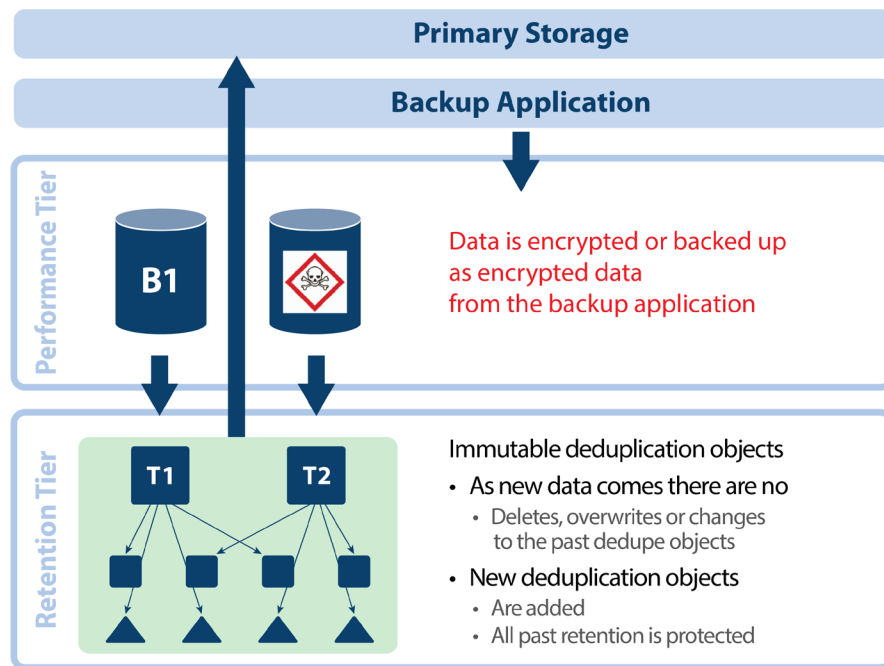 Primary Storage
Backup Application
Performance Tier
B1
Data is encrypted or backed up
as encrypted data
from the backup application
Retention Tier
T1
T2
Immutable deduplication objects
• As new data comes there are no
• Deletes, overwrites or changes
to the past dedupe objects
• New deduplication objects
• Are added
• All past retention is protected